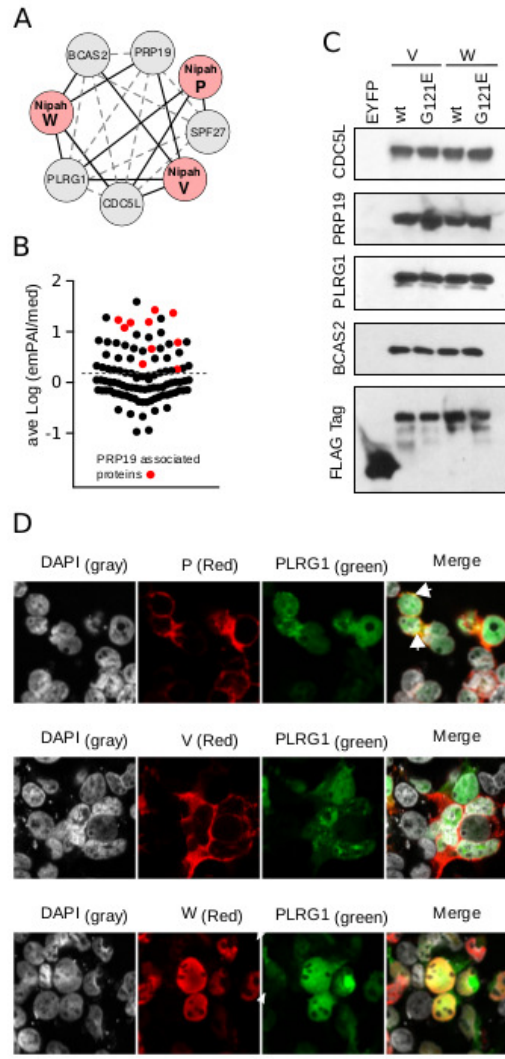 A
BCAS2
PRP19
Nipah
P
Nipah
W
SPF27
PLRG1
Nipah
V
CDC5L
B
2
1
0
-1
ave Log (emPAI/med)
PRP19 associated
proteins
C
V
W
EYFP
wt
G121E
wt
G121E
CDC5L
PRP19
PLRG1
BCAS2
FLAG Tag
D
DAPI (gray)
P (Red)
PLRG1 (green)
Merge
DAPI (gray)
V (Red)
PLRG1 (green)
Merge
DAPI (gray)
W (Red)
PLRG1 (green)
Merge